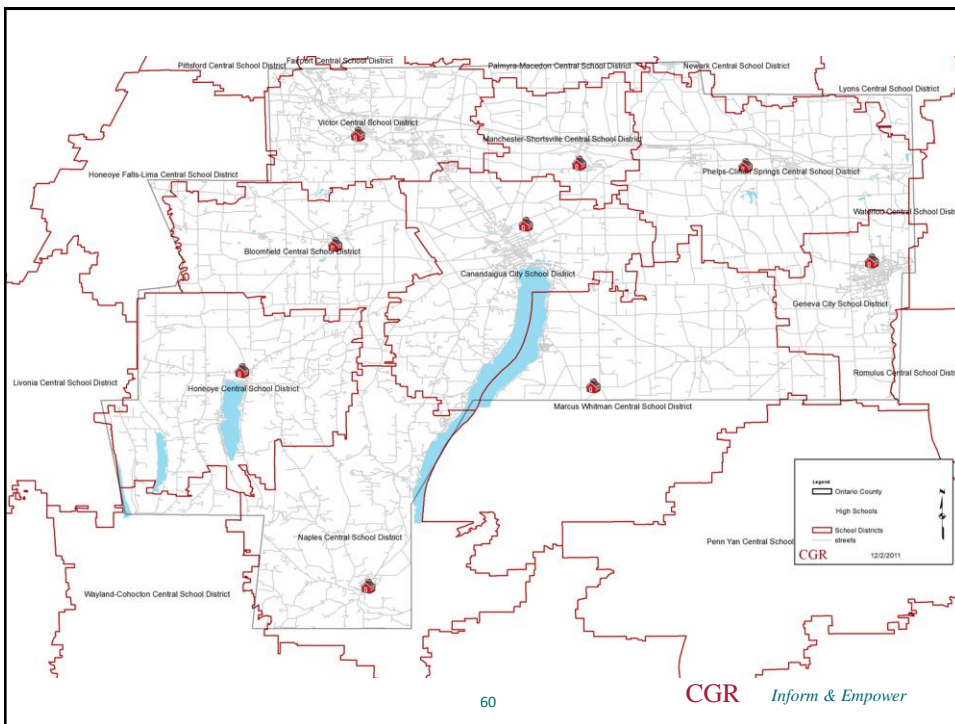 Fairport Central School District
Pittsford Central School District
Palmyra-Macedon Central School District
Newark Central School District
Lyons Central School District
Victor Central School District
Manchester-Shortsville Central School District
Honeoye Falls-Lima Central School District
Phelps-Clifton Springs Central School District
Waterloo Central School Distri
Bloomfield Central School District
Canandaigua City School District
Geneva City School District
Livonia Central School District
Honeoye Central School District
Romulus Central School Distri
Marcus Whitman Central School District
Legend
Ontario County
High Schools
School Districts
streets
CGR 12/2/2011
N
Naples Central School District
Penn Yan Central School
Wayland-Cohocton Central School District
60
CGR Inform & Empower